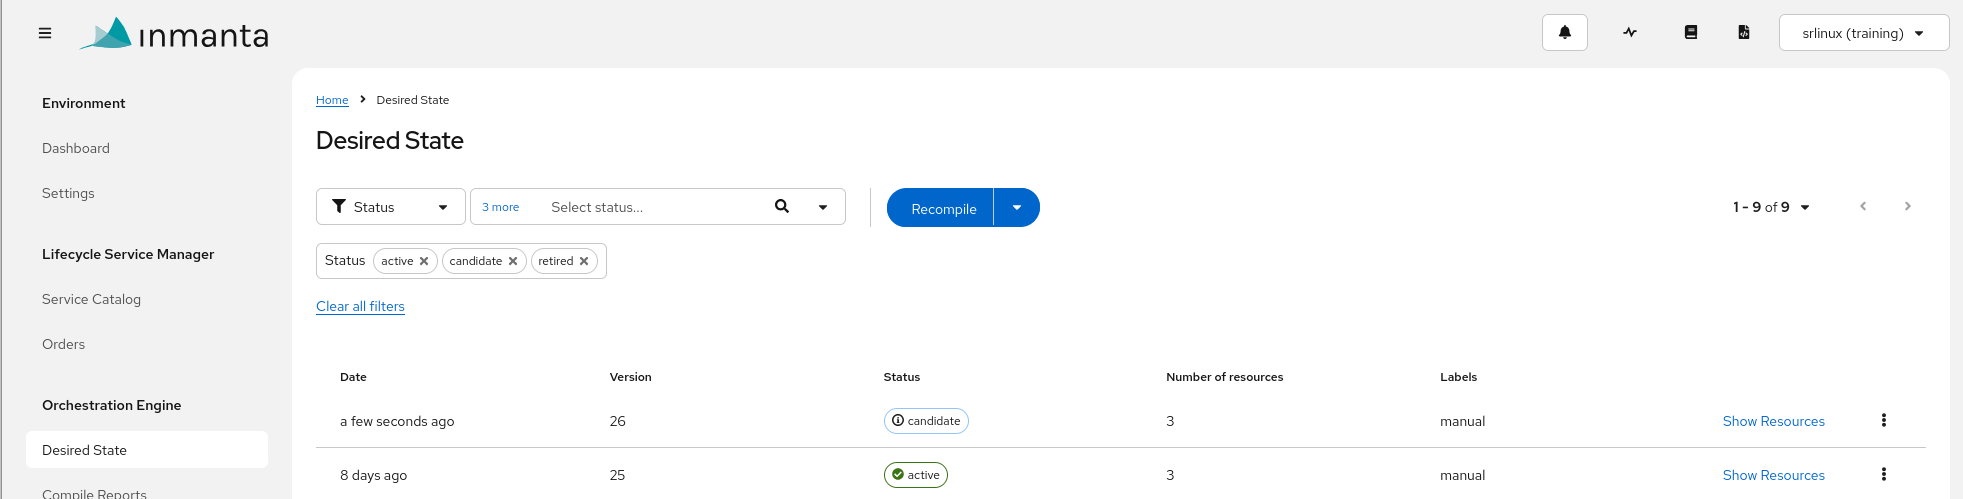 inmanta
srlinux (training)
Environment
Dashboard
Settings
Lifecycle Service Manager
Service Catalog
Orders
Orchestration Engine
Desired State
Compile Reports
Home > Desired State
Desired State
Status 3 more Select status... Recompile 1 - 9 of 9
Status active candidate retired
Clear all filters
Date Version Status Number of resources Labels
a few seconds ago 26 candidate 3 manual Show Resources
8 days ago 25 active 3 manual Show Resources